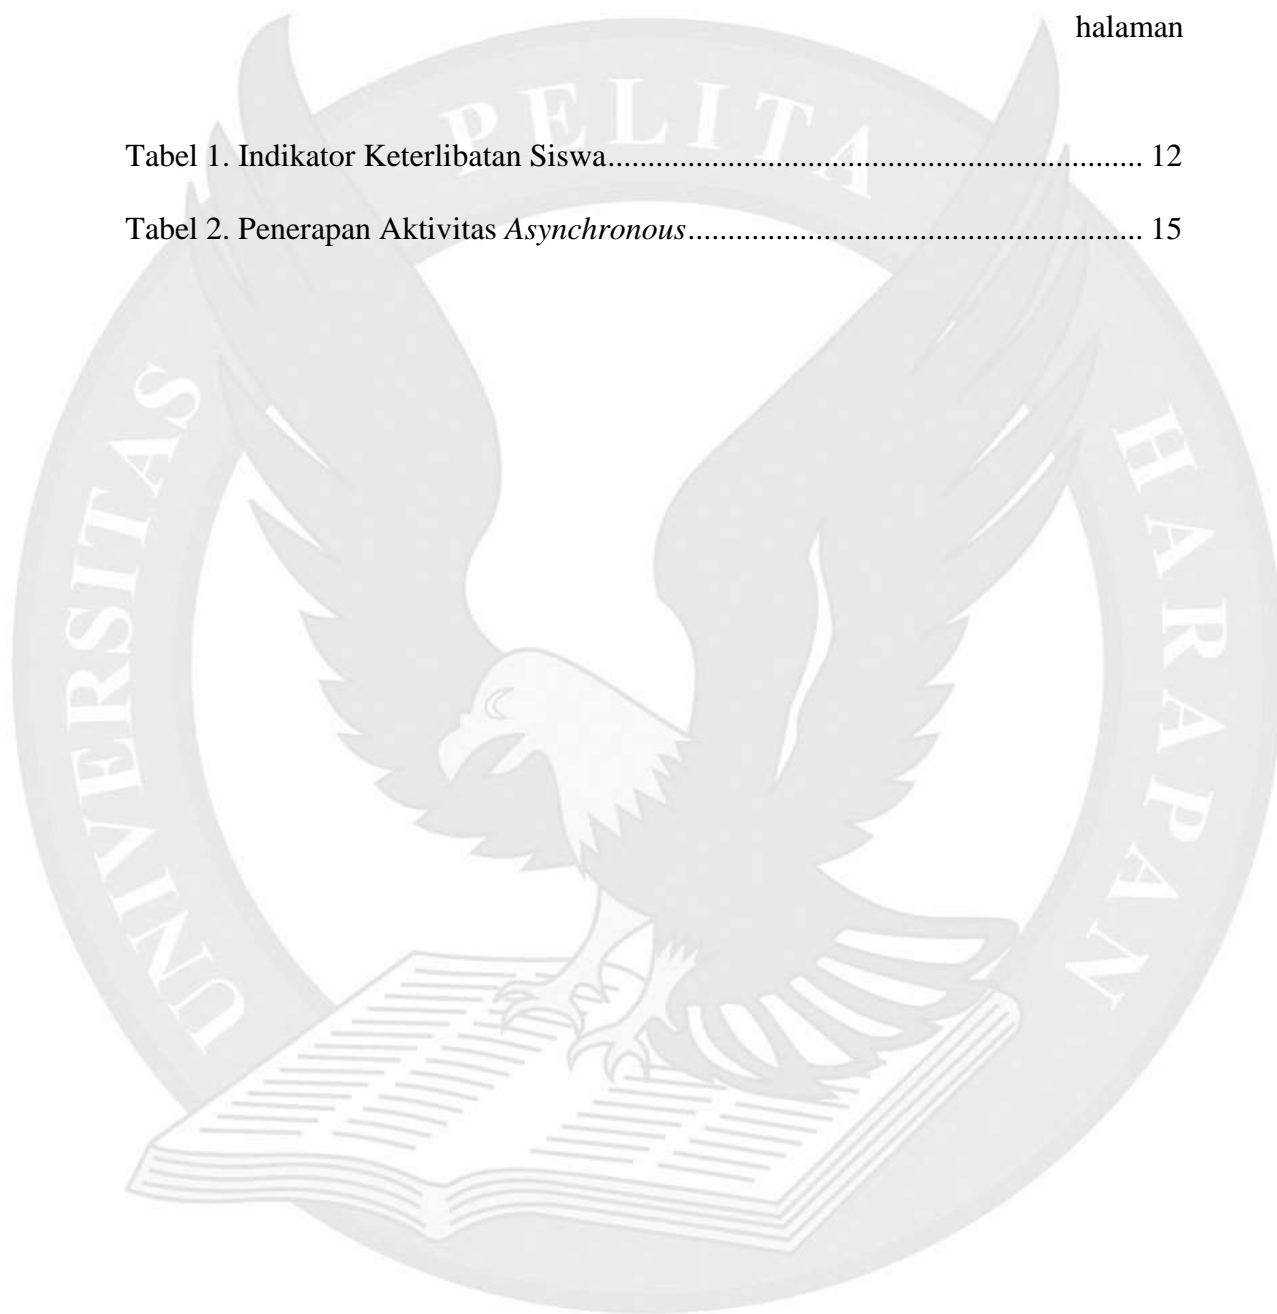 halaman
Tabel 1. Indikator Keterlibatan Siswa.................................................................. 12
Tabel 2. Penerapan Aktivitas Asynchronous........................................................ 15
UNIVERSITAS PELITA HARAPAN